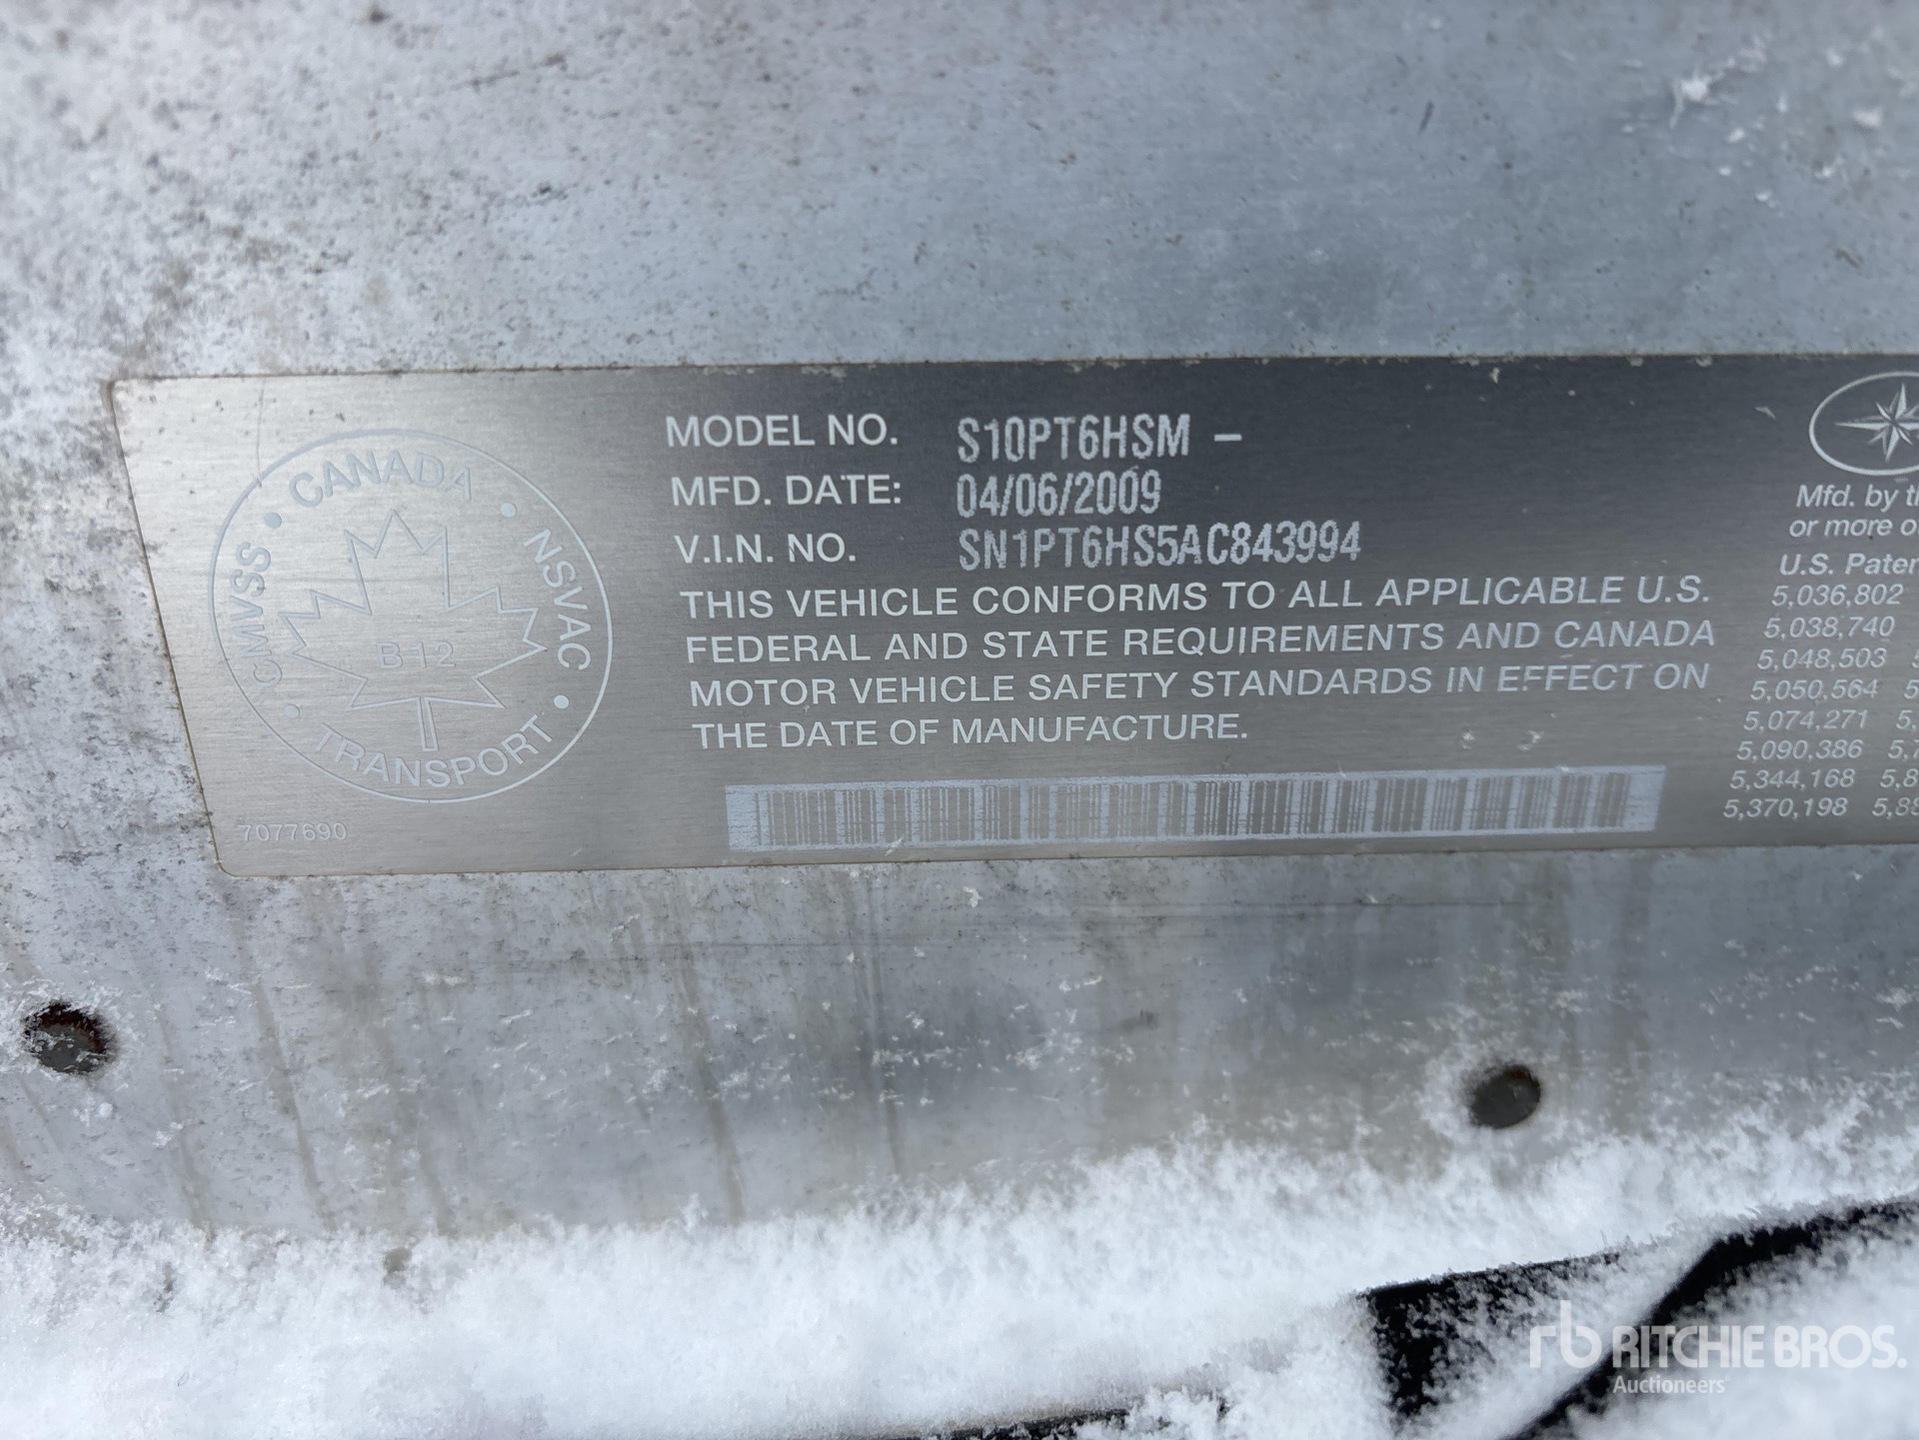 CANADA • NSVAC • TRANSPORT • CMVSS •
B12
7077690
MODEL NO. S10PT6HSM –
MFD. DATE: 04/06/2009
V.I.N. NO. SN1PT6HS5AC843994
THIS VEHICLE CONFORMS TO ALL APPLICABLE U.S.
FEDERAL AND STATE REQUIREMENTS AND CANADA
MOTOR VEHICLE SAFETY STANDARDS IN EFFECT ON
THE DATE OF MANUFACTURE.
Mfd. by
or more
U.S.
5,036,802
5,038,740
5,048,503
5,050,564
5,074,271
5,090,386
5,344,168
5,370,198
rb RITCHIE BROS.
Auctioneers